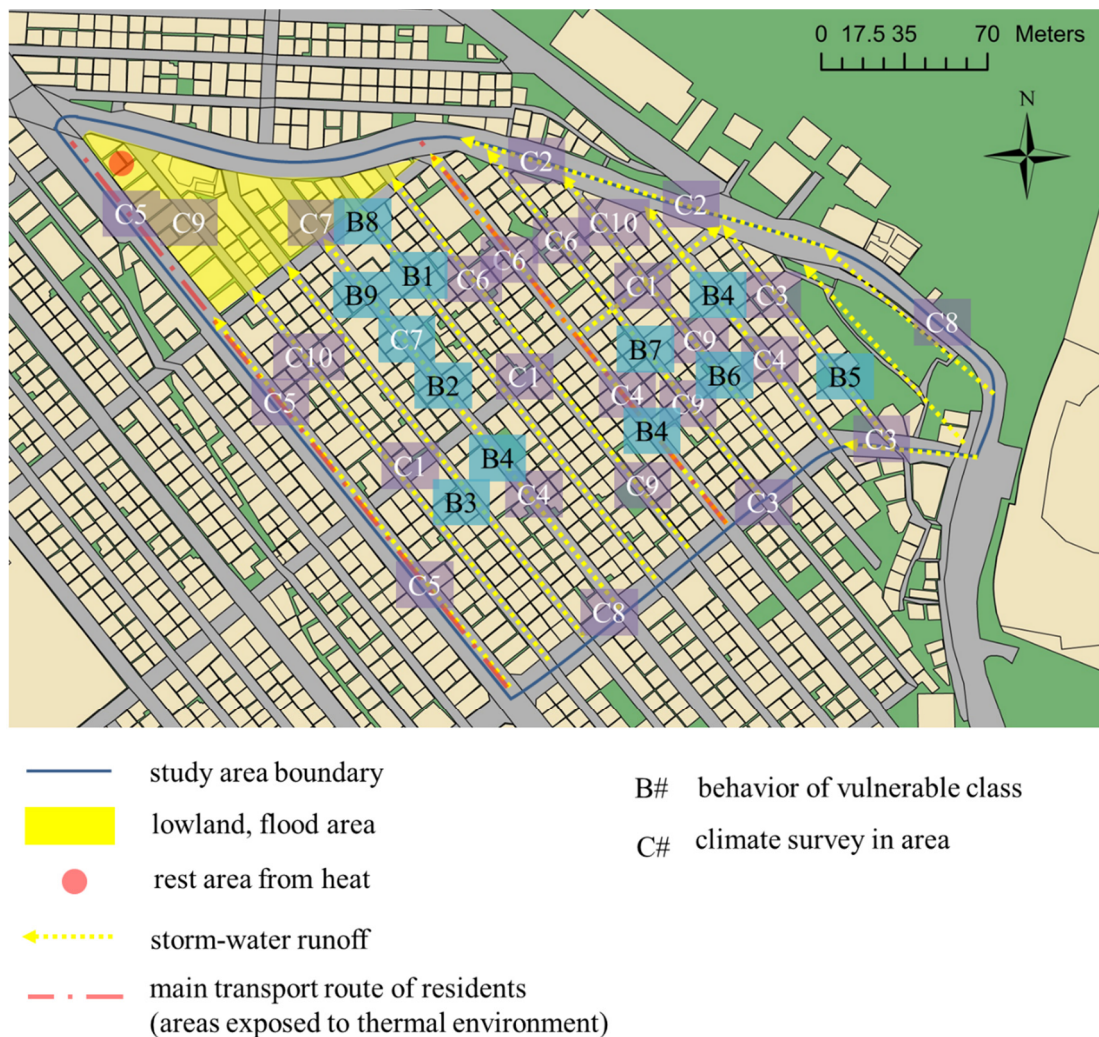 0 17.5 35 70 Meters
N
C2
C2
C5
C9
C7
B8
C6
C10
C6
C6
B1
B9
C1
B4
C3
C8
C7
C10
C5
B2
C1
B7
C9
C4
B6
B5
C4
C9
B4
C3
B4
C1
C9
B3
C4
C3
C5
C8
study area boundary
lowland, flood area
rest area from heat
storm-water runoff
main transport route of residents
(areas exposed to thermal environment)
B# behavior of vulnerable class
C# climate survey in area